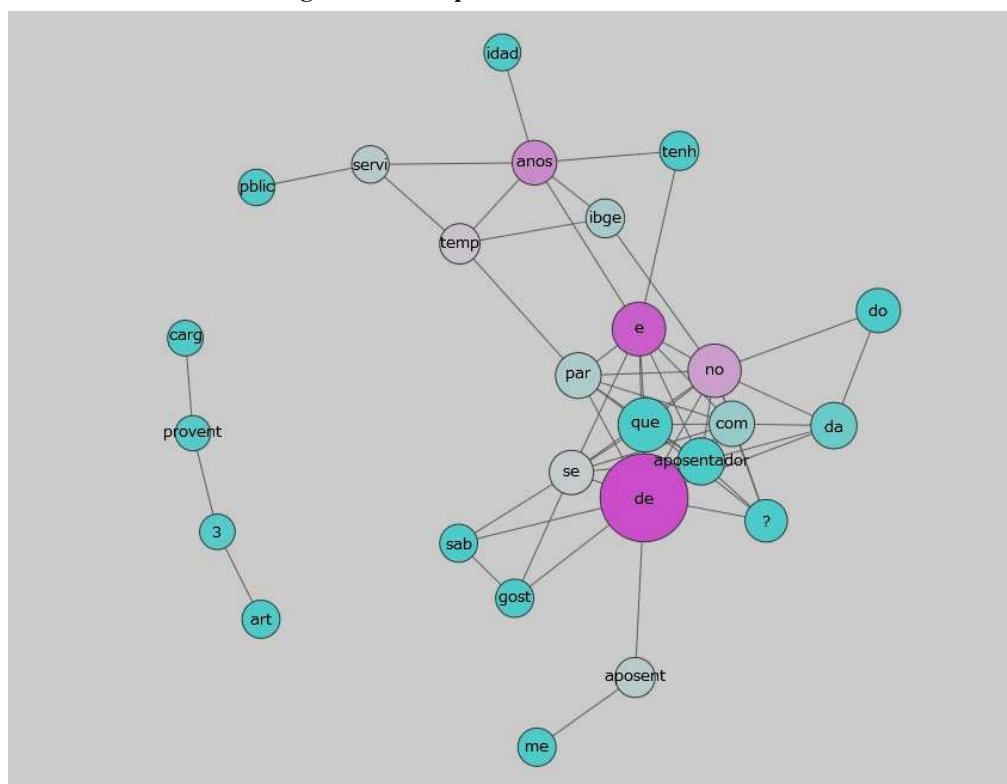 idad
tenh
anos
servi
pblic
ibge
temp
do
e
carg
no
par
que
com
da
provent
aposentador
se
de
?
3
sab
gost
art
aposent
me